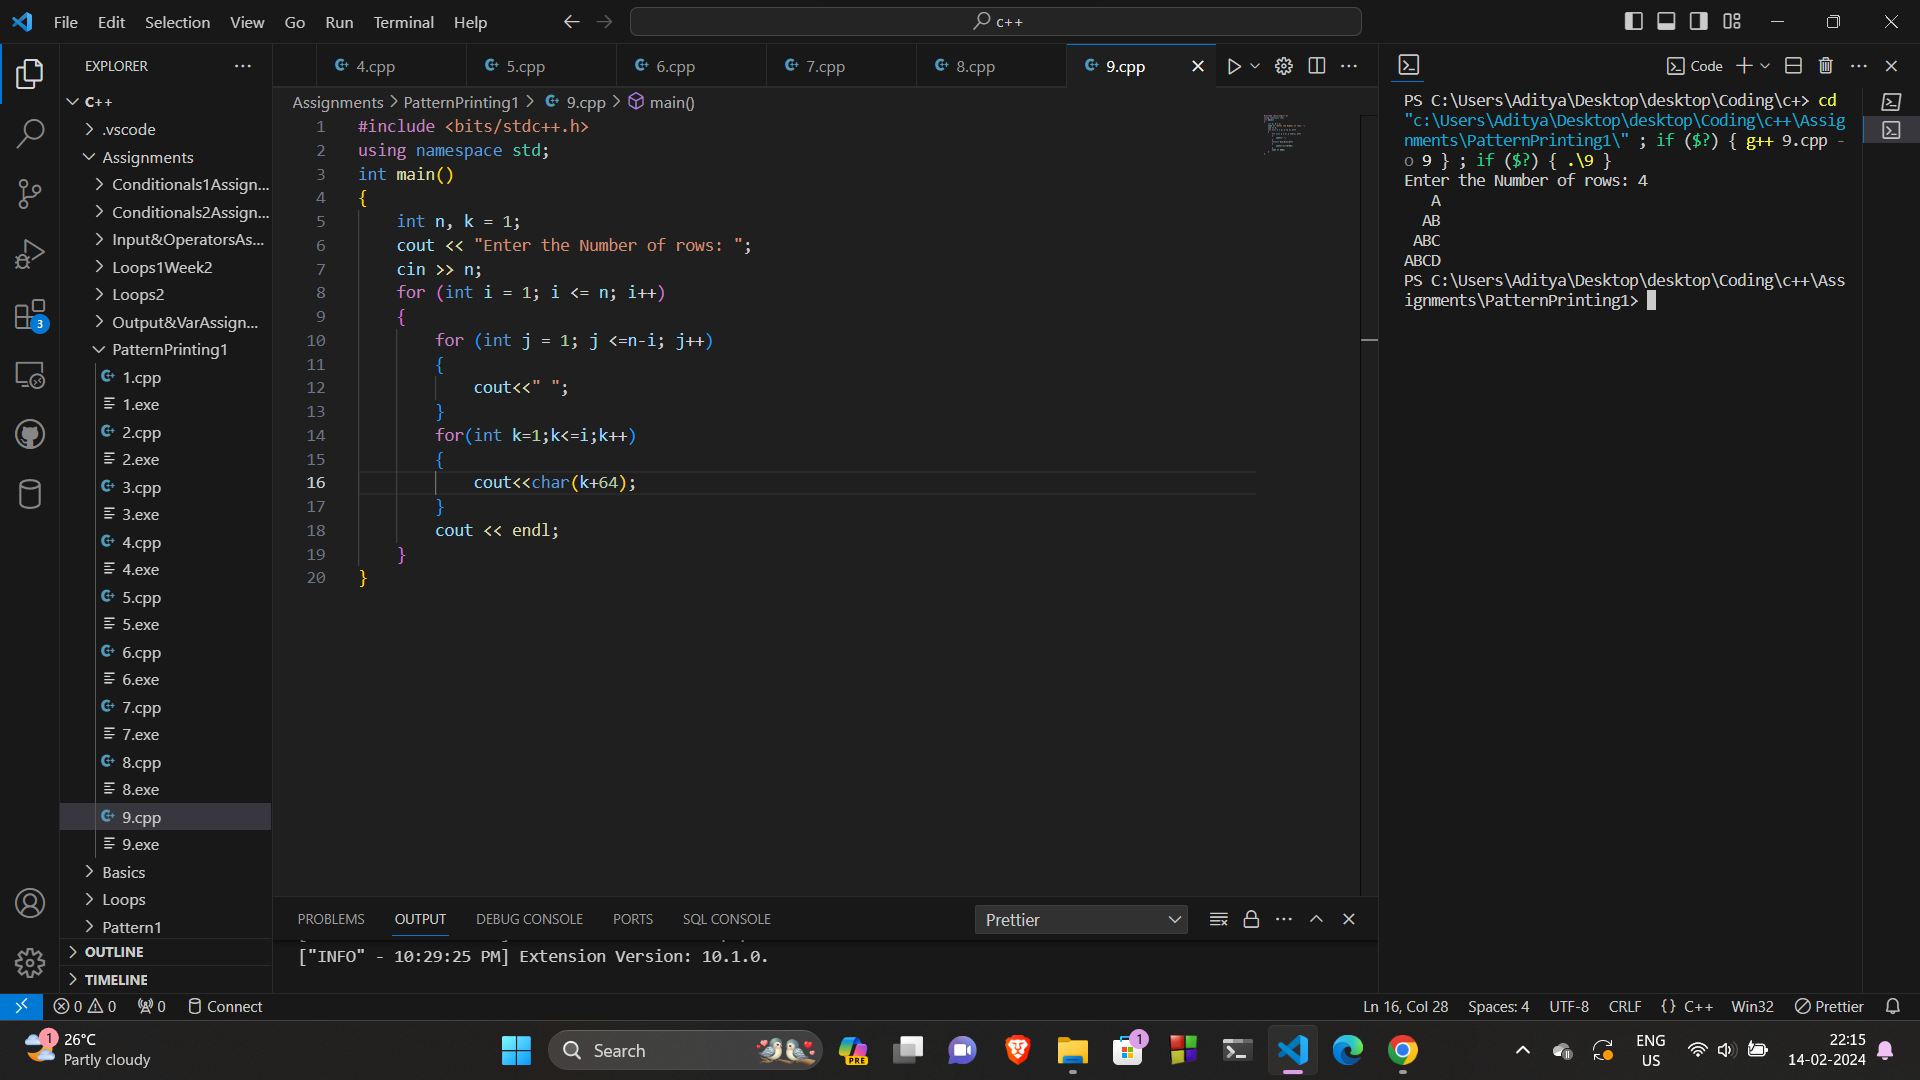 File Edit Selection View Go Run Terminal Help
c++
EXPLORER
C++
.vscode
Assignments
Conditionals1Assign...
Conditionals2Assign...
Input&OperatorsAs...
Loops1Week2
Loops2
Output&VarAssign...
PatternPrinting1
1.cpp
1.exe
2.cpp
2.exe
3.cpp
3.exe
4.cpp
4.exe
5.cpp
5.exe
6.cpp
6.exe
7.cpp
7.exe
8.cpp
8.exe
9.cpp
9.exe
Basics
Loops
Pattern1
OUTLINE
TIMELINE
3
4.cpp 5.cpp 6.cpp 7.cpp 8.cpp 9.cpp
Assignments > PatternPrinting1 > 9.cpp > main()
1 #include <bits/stdc++.h>
2 using namespace std;
3 int main()
4 {
5 int n, k = 1;
6 cout << "Enter the Number of rows: ";
7 cin >> n;
8 for (int i = 1; i <= n; i++)
9 {
10 for (int j = 1; j <=n-i; j++)
11 {
12 cout<<" ";
13 }
14 for(int k=1;k<=i;k++)
15 {
16 cout<<char(k+64);
17 }
18 cout << endl;
19 }
20 }
PROBLEMS OUTPUT DEBUG CONSOLE PORTS SQL CONSOLE
Prettier
["INFO" - 10:29:25 PM] Extension Version: 10.1.0.
Code
PS C:\Users\Aditya\Desktop\desktop\Coding\c+> cd
"c:\Users\Aditya\Desktop\desktop\Coding\c++\Assig
nments\PatternPrinting1\" ; if ($?) { g++ 9.cpp -
o 9 } ; if ($?) { .\9 }
Enter the Number of rows: 4
A
AB
ABC
ABCD
PS C:\Users\Aditya\Desktop\desktop\Coding\c++\Ass
ignments\PatternPrinting1>
0 0 0 Connect
Ln 16, Col 28 Spaces: 4 UTF-8 CRLF {} C++ Win32 Prettier
1
26°C
Partly cloudy
Search
PRE
1
ENG
US
22:15
14-02-2024